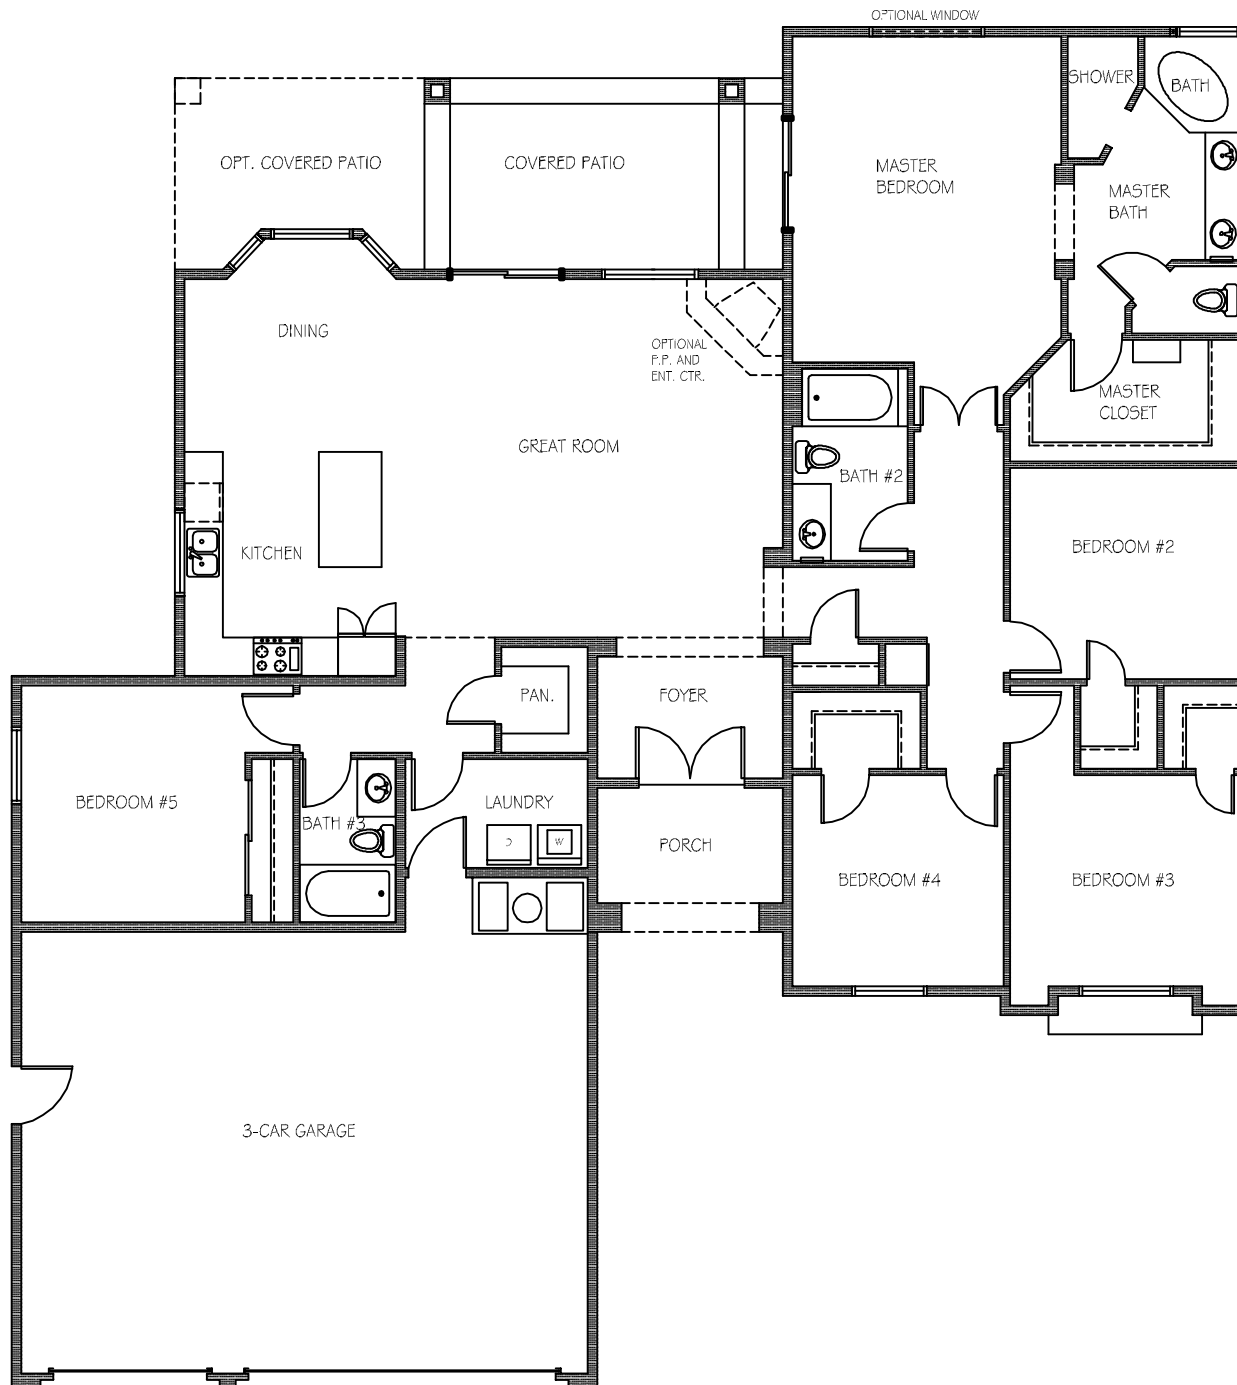 OPTIONAL WINDOW
SHOWER
BATH
OPT. COVERED PATIO
COVERED PATIO
MASTER
BEDROOM
MASTER
BATH
DINING
OPTIONAL
F.P. AND
ENT. CTR.
MASTER
CLOSET
GREAT ROOM
BATH #2
KITCHEN
BEDROOM #2
PAN.
FOYER
BEDROOM #5
BATH #3
LAUNDRY
D
W
PORCH
BEDROOM #4
BEDROOM #3
3-CAR GARAGE